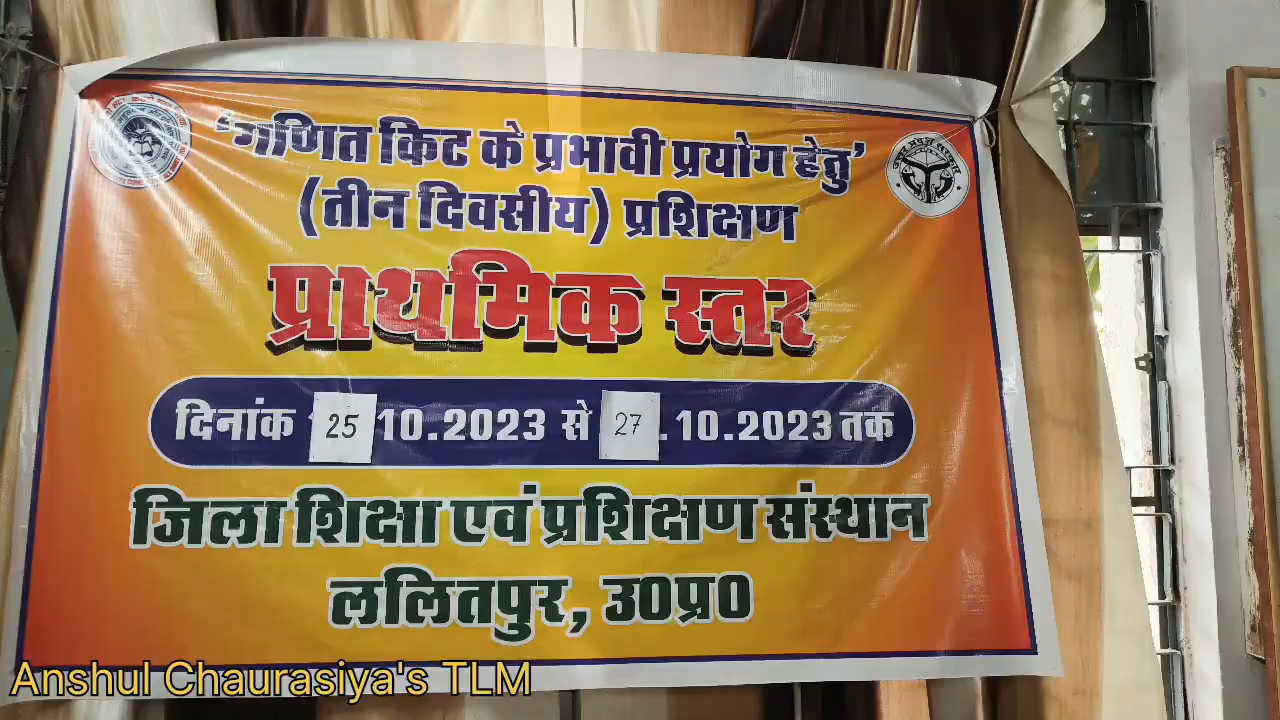 ‘गणित किट के प्रभावी प्रयोग हेतु’
(तीन दिवसीय) प्रशिक्षण
प्राथमिक स्तर
दिनांक 25 10.2023 से 27 .10.2023 तक
जिला शिक्षा एवं प्रशिक्षण संस्थान
ललितपुर, उ0प्र0
Anshul Chaurasiya's TLM